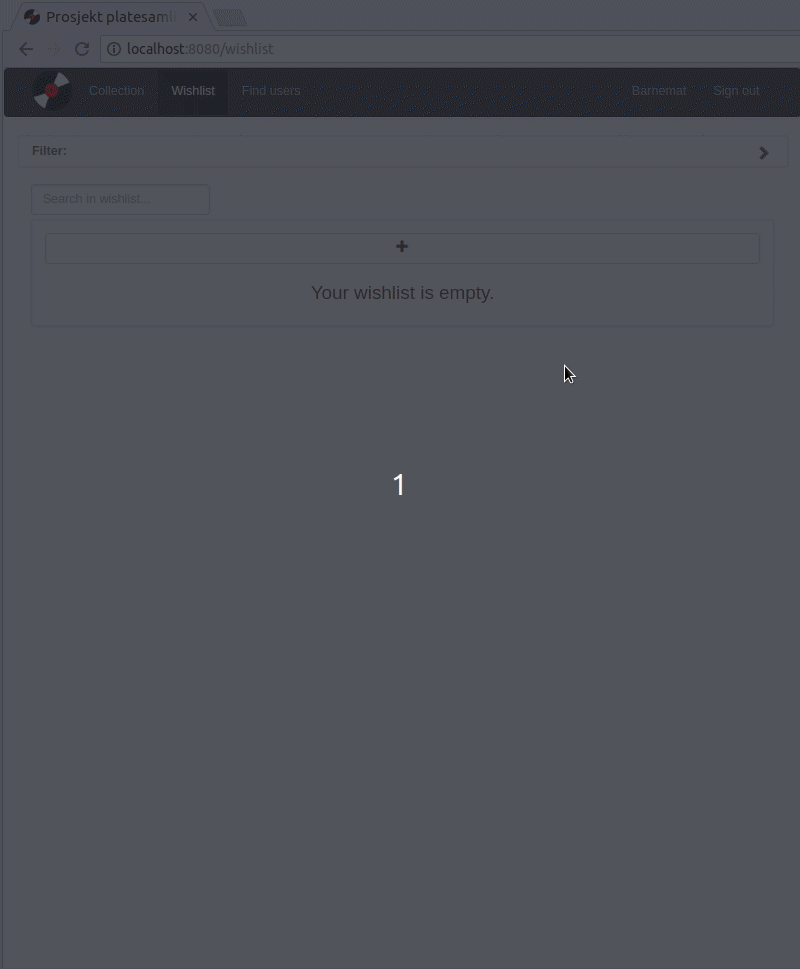 Prosjekt platesamli
localhost:8080/wishlist
Collection Wishlist Find users Barnemat Sign out
Filter:
Search in wishlist...
Your wishlist is empty.
1